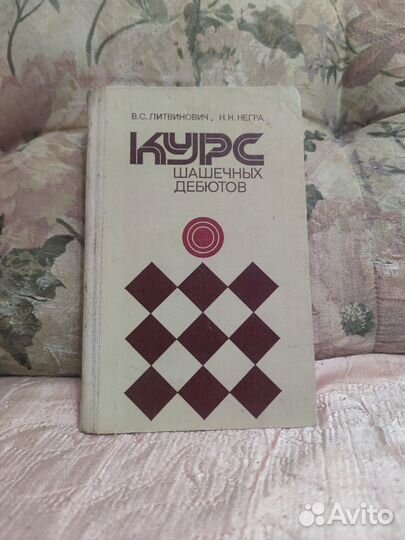 В.С.ЛИТВИНОВИЧ, Н.Н.НЕГРА
КУРС
ШАШЕЧНЫХ
ДЕБЮТОВ
Avito